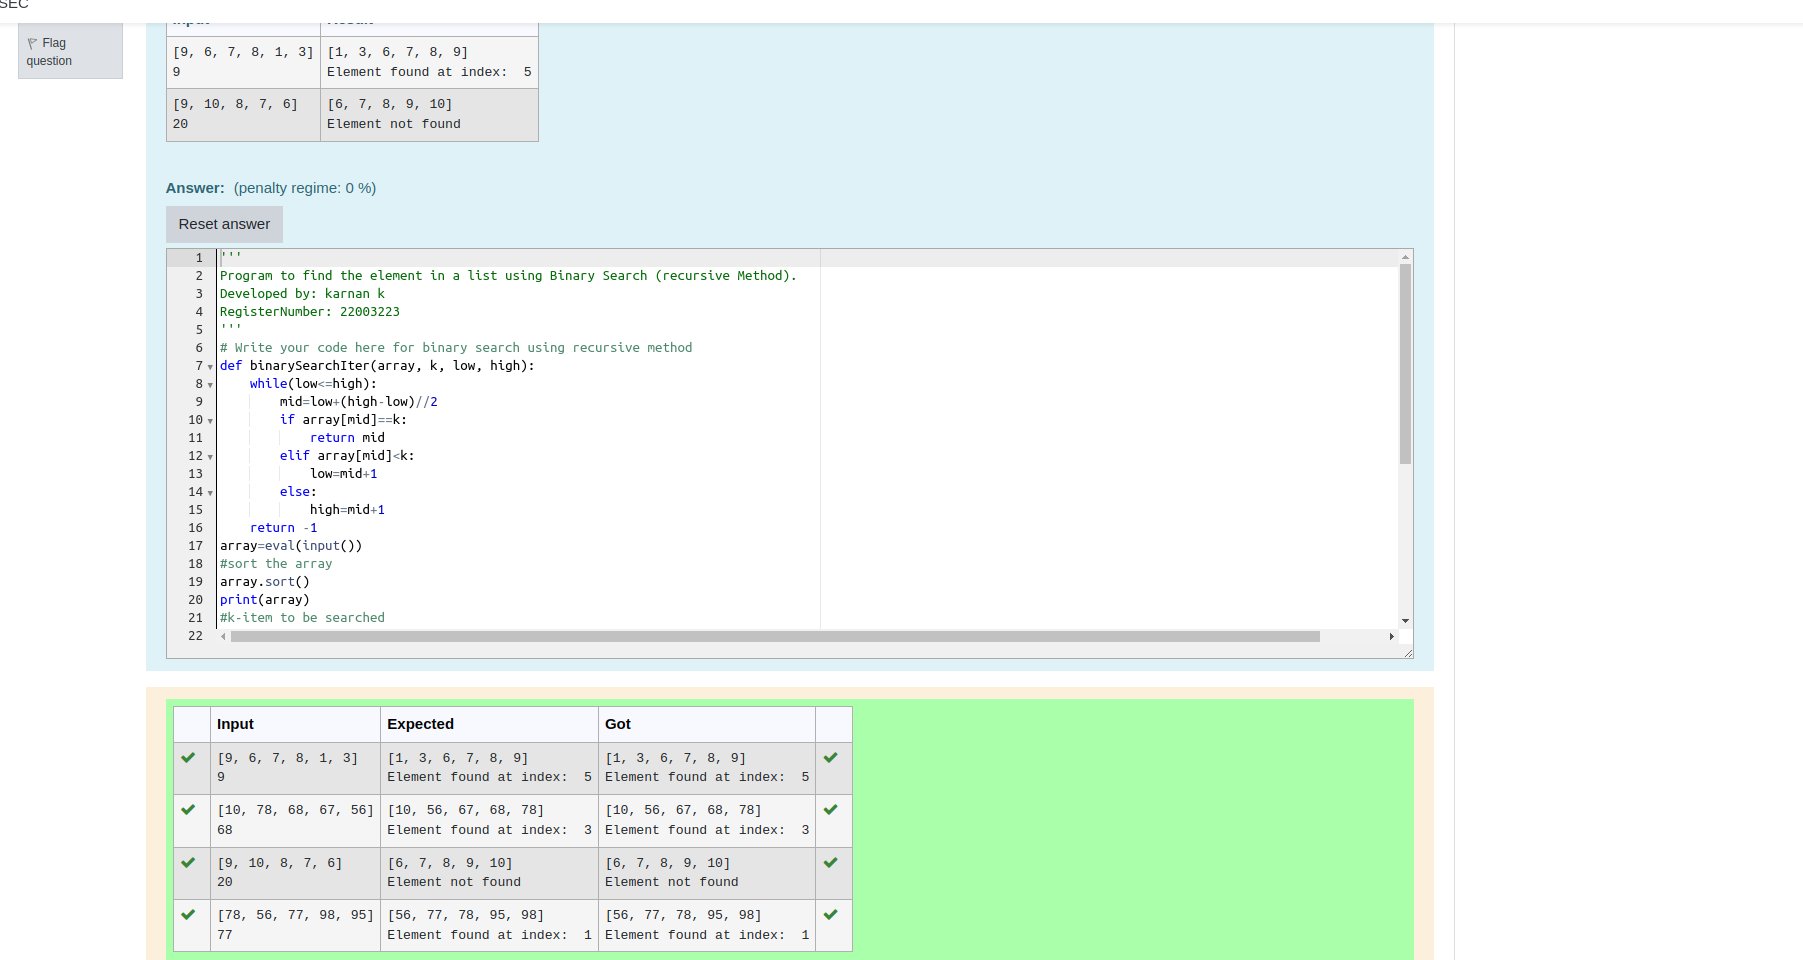 SEC
Flag
question
Input Result
[9, 6, 7, 8, 1, 3] [1, 3, 6, 7, 8, 9]
9 Element found at index:  5
[9, 10, 8, 7, 6] [6, 7, 8, 9, 10]
20 Element not found
Answer: (penalty regime: 0 %)
Reset answer
1 '''
2 Program to find the element in a list using Binary Search (recursive Method).
3 Developed by: karnan k
4 RegisterNumber: 22003223
5 '''
6 # Write your code here for binary search using recursive method
7 def binarySearchIter(array, k, low, high):
8     while(low<=high):
9         mid=low+(high-low)//2
10         if array[mid]==k:
11             return mid
12         elif array[mid]<k:
13             low=mid+1
14         else:
15             high=mid+1
16     return -1
17 array=eval(input())
18 #sort the array
19 array.sort()
20 print(array)
21 #k-item to be searched
22
Input Expected Got
[9, 6, 7, 8, 1, 3] [1, 3, 6, 7, 8, 9] [1, 3, 6, 7, 8, 9]
9 Element found at index:  5 Element found at index:  5
[10, 78, 68, 67, 56] [10, 56, 67, 68, 78] [10, 56, 67, 68, 78]
68 Element found at index:  3 Element found at index:  3
[9, 10, 8, 7, 6] [6, 7, 8, 9, 10] [6, 7, 8, 9, 10]
20 Element not found Element not found
[78, 56, 77, 98, 95] [56, 77, 78, 95, 98] [56, 77, 78, 95, 98]
77 Element found at index:  1 Element found at index:  1